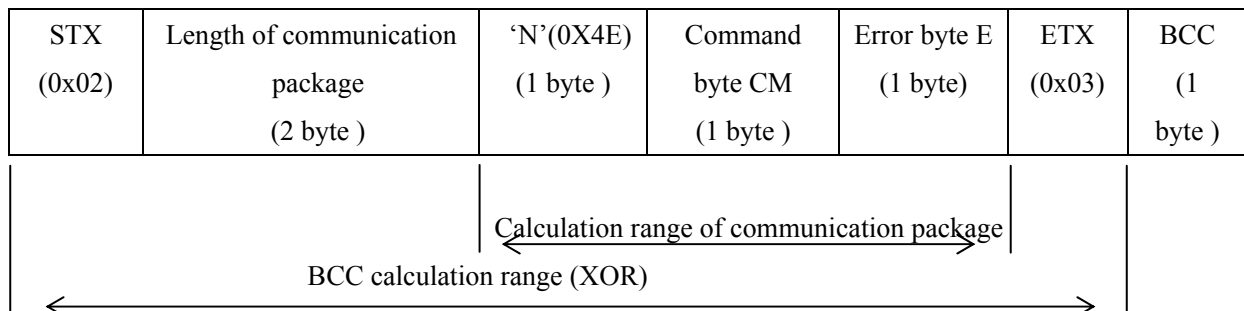 STX Length of communication ‘N’(0X4E) Command Error byte E ETX BCC
(0x02) package (1 byte ) byte CM (1 byte) (0x03) (1
(2 byte ) (1 byte ) byte )
Calculation range of communication package
BCC calculation range (XOR)